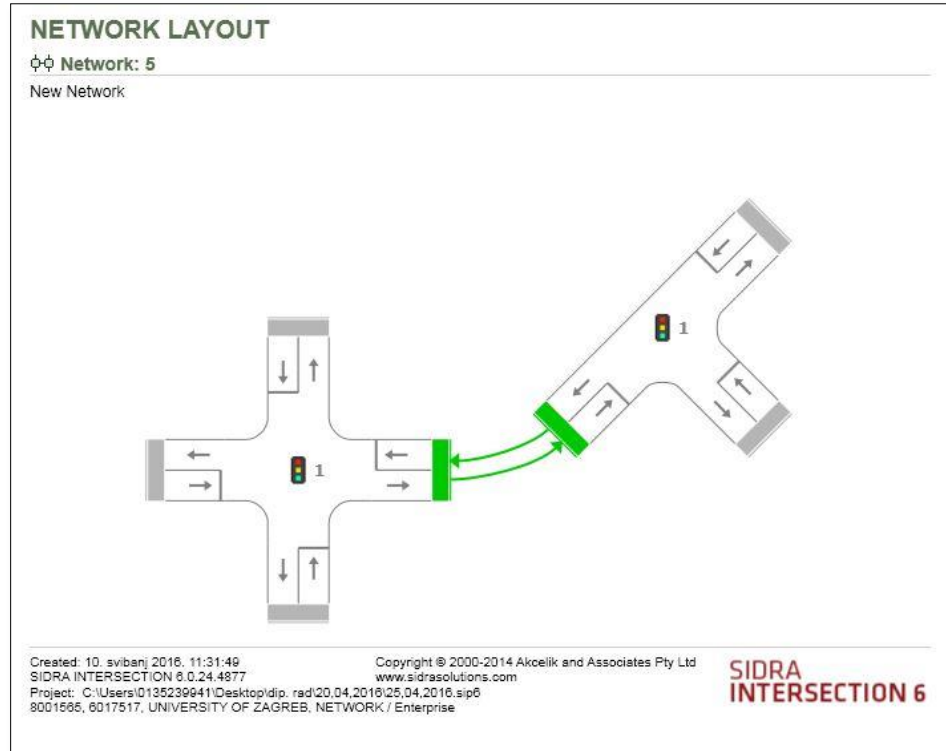 NETWORK LAYOUT
Network: 5
New Network
1
1
Created: 10. svibanj 2016. 11:31:49
SIDRA INTERSECTION 6.0.24.4877
Project: C:\Users\0135239941\Desktop\dip. rad\20,04,2016\25,04,2016.sip6
8001565, 6017517, UNIVERSITY OF ZAGREB, NETWORK / Enterprise
Copyright © 2000-2014 Akcelik and Associates Pty Ltd
www.sidrasolutions.com
SIDRA
INTERSECTION 6